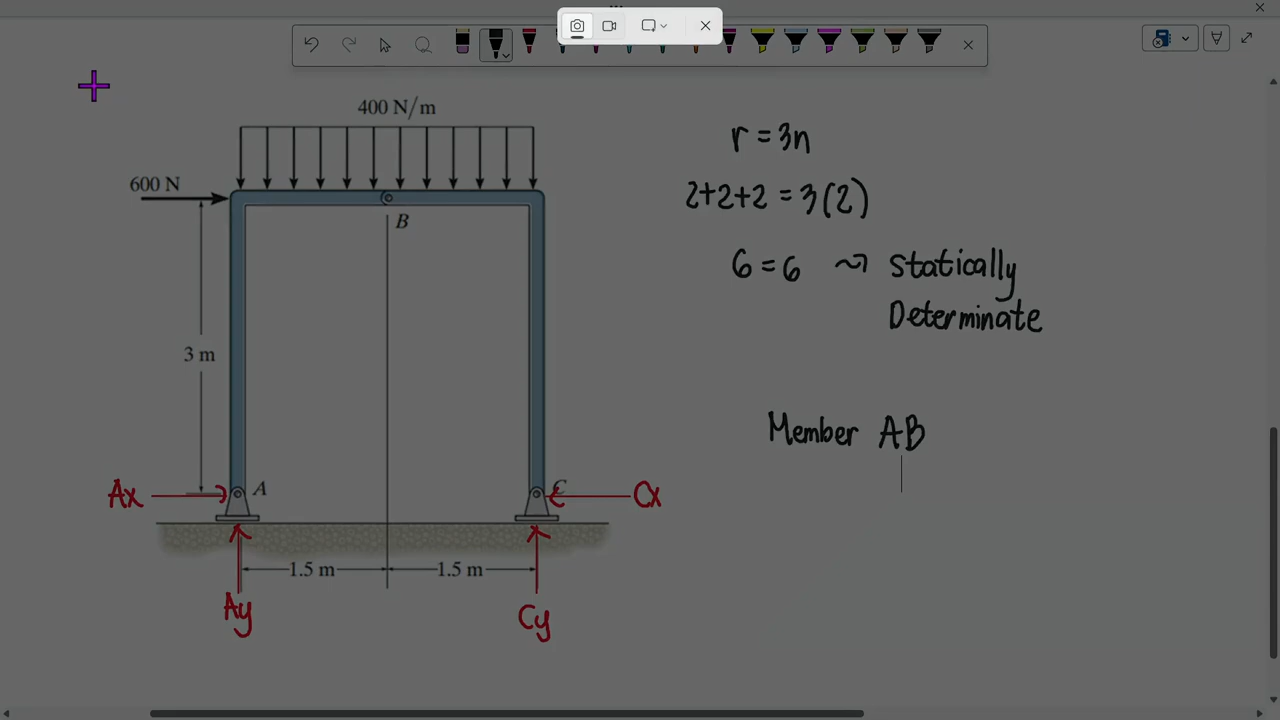 400 N/m
600 N
B
3 m
A
C
Ax
Cx
1.5 m
1.5 m
Ay
Cy
r = 3n
2+2+2 = 3(2)
6 = 6 ⤳ Statically
Determinate
Member AB